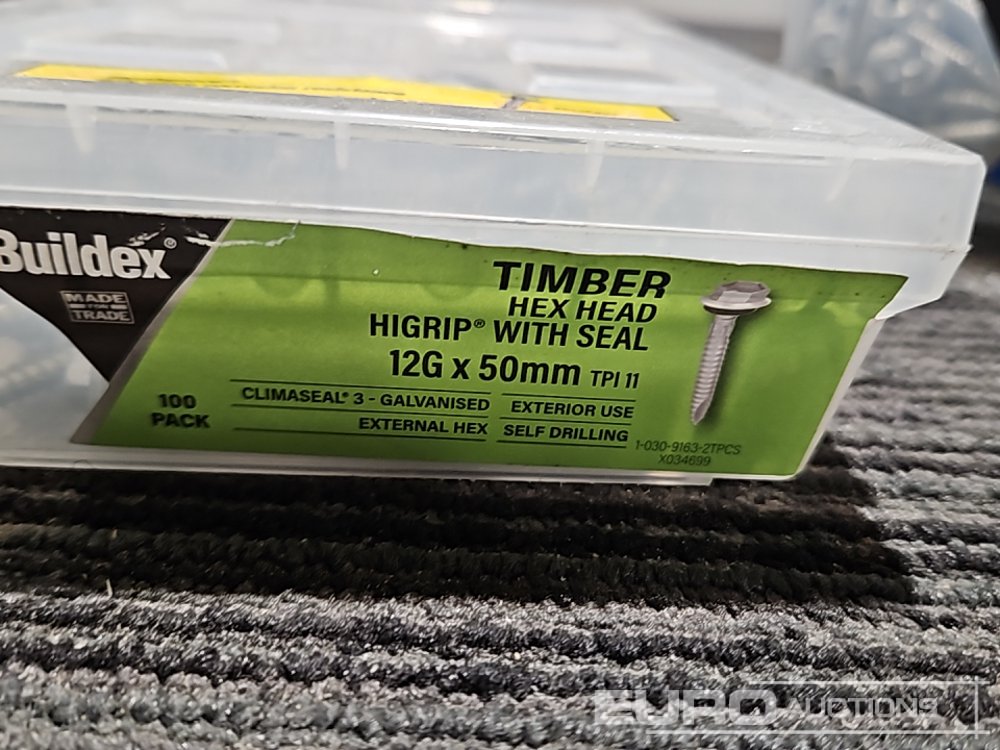 Buildex®
MADE
FOR
TRADE
TIMBER
HEX HEAD
HIGRIP® WITH SEAL
12G x 50mm TPI 11
100
PACK
CLIMASEAL® 3 - GALVANISED
EXTERIOR USE
EXTERNAL HEX
SELF DRILLING
1-030-9163-2TPCS
X034699
EURO AUCTIONS